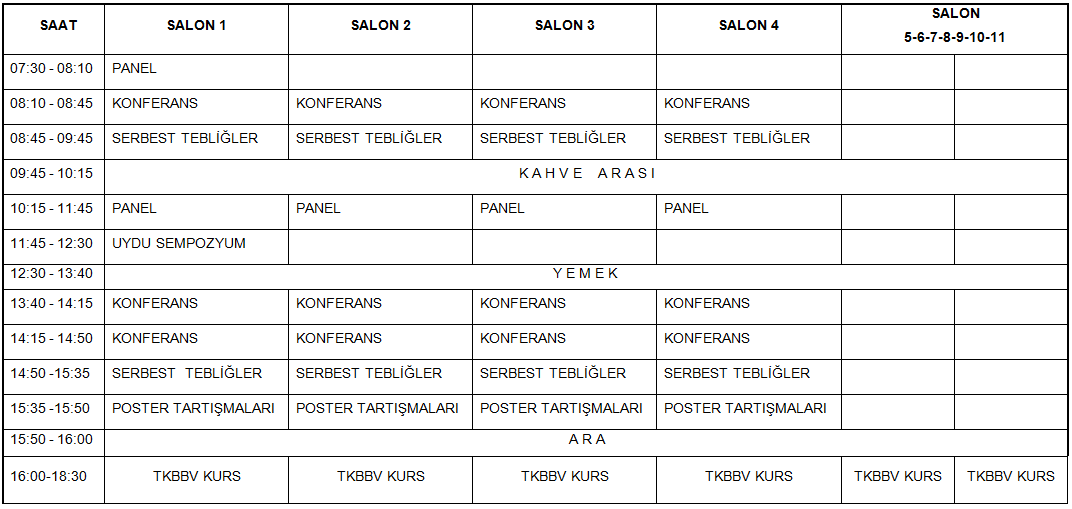 SAAT SALON 1 SALON 2 SALON 3 SALON 4 SALON
5-6-7-8-9-10-11
07:30 - 08:10 PANEL
08:10 - 08:45 KONFERANS KONFERANS KONFERANS KONFERANS
08:45 - 09:45 SERBEST TEBLİĞLER SERBEST TEBLİĞLER SERBEST TEBLİĞLER SERBEST TEBLİĞLER
09:45 - 10:15 K A H V E A R A S I
10:15 - 11:45 PANEL PANEL PANEL PANEL
11:45 - 12:30 UYDU SEMPOZYUM
12:30 - 13:40 Y E M E K
13:40 - 14:15 KONFERANS KONFERANS KONFERANS KONFERANS
14:15 - 14:50 KONFERANS KONFERANS KONFERANS KONFERANS
14:50 -15:35 SERBEST TEBLİĞLER SERBEST TEBLİĞLER SERBEST TEBLİĞLER SERBEST TEBLİĞLER
15:35 -15:50 POSTER TARTIŞMALARI POSTER TARTIŞMALARI POSTER TARTIŞMALARI POSTER TARTIŞMALARI
15:50 - 16:00 A R A
16:00-18:30 TKBBV KURS TKBBV KURS TKBBV KURS TKBBV KURS TKBBV KURS TKBBV KURS